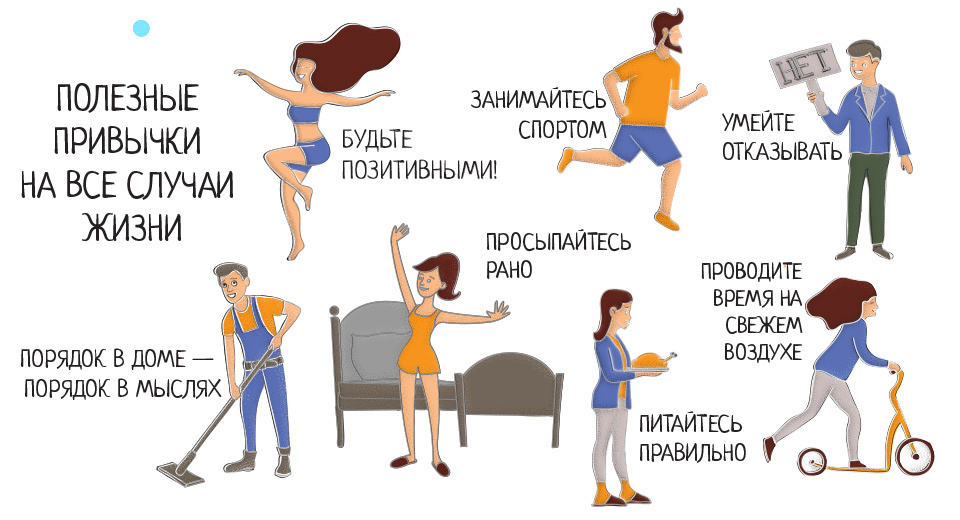 ПОЛЕЗНЫЕ
ПРИВЫЧКИ
НА ВСЕ СЛУЧАИ
ЖИЗНИ
БУДЬТЕ
ПОЗИТИВНЫМИ!
ЗАНИМАЙТЕСЬ
СПОРТОМ
НЕТ
УМЕЙТЕ
ОТКАЗЫВАТЬ
ПОРЯДОК В ДОМЕ —
ПОРЯДОК В МЫСЛЯХ
ПРОСЫПАЙТЕСЬ
РАНО
ПИТАЙТЕСЬ
ПРАВИЛЬНО
ПРОВОДИТЕ
ВРЕМЯ НА
СВЕЖЕМ
ВОЗДУХЕ